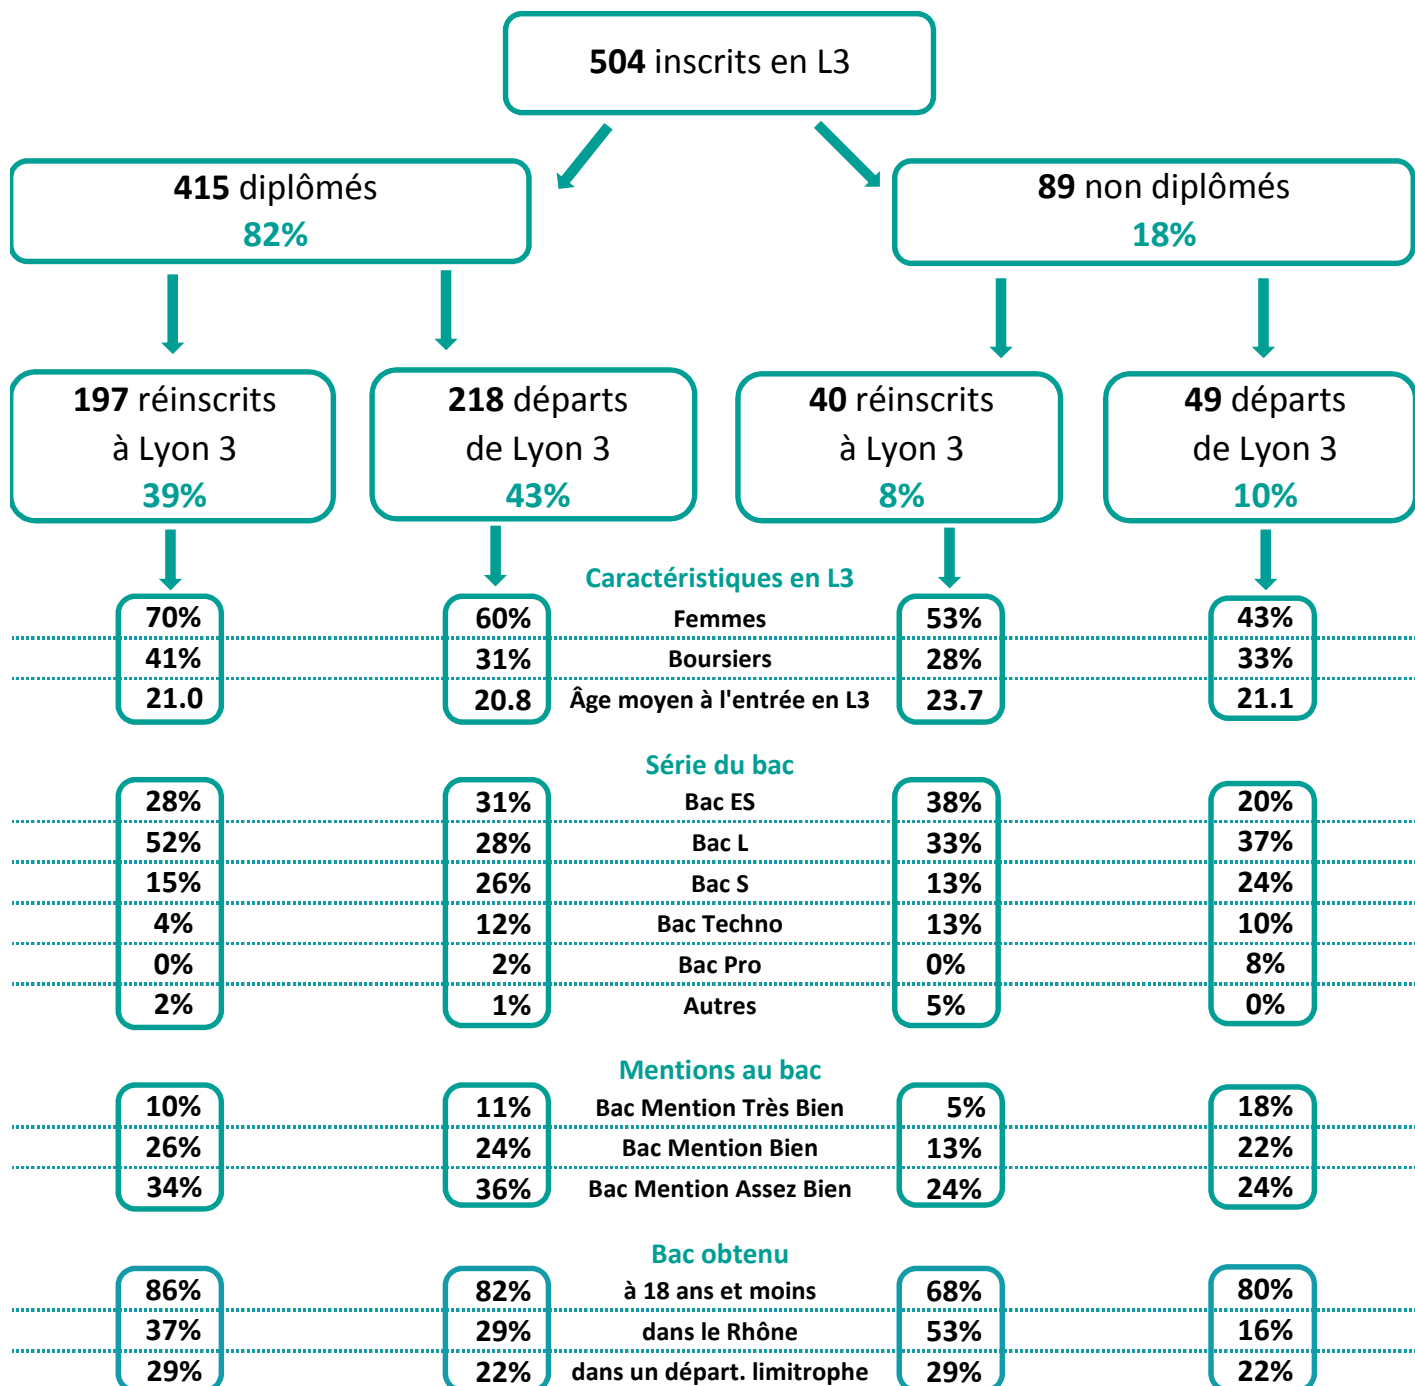 504 inscrits en L3
415 diplômés
82%
89 non diplômés
18%
197 réinscrits
à Lyon 3
39%
218 départs
de Lyon 3
43%
40 réinscrits
à Lyon 3
8%
49 départs
de Lyon 3
10%
Caractéristiques en L3
70% 60% Femmes 53% 43%
41% 31% Boursiers 28% 33%
21.0 20.8 Âge moyen à l'entrée en L3 23.7 21.1
Série du bac
28% 31% Bac ES 38% 20%
52% 28% Bac L 33% 37%
15% 26% Bac S 13% 24%
4% 12% Bac Techno 13% 10%
0% 2% Bac Pro 0% 8%
2% 1% Autres 5% 0%
Mentions au bac
10% 11% Bac Mention Très Bien 5% 18%
26% 24% Bac Mention Bien 13% 22%
34% 36% Bac Mention Assez Bien 24% 24%
Bac obtenu
86% 82% à 18 ans et moins 68% 80%
37% 29% dans le Rhône 53% 16%
29% 22% dans un départ. limitrophe 29% 22%